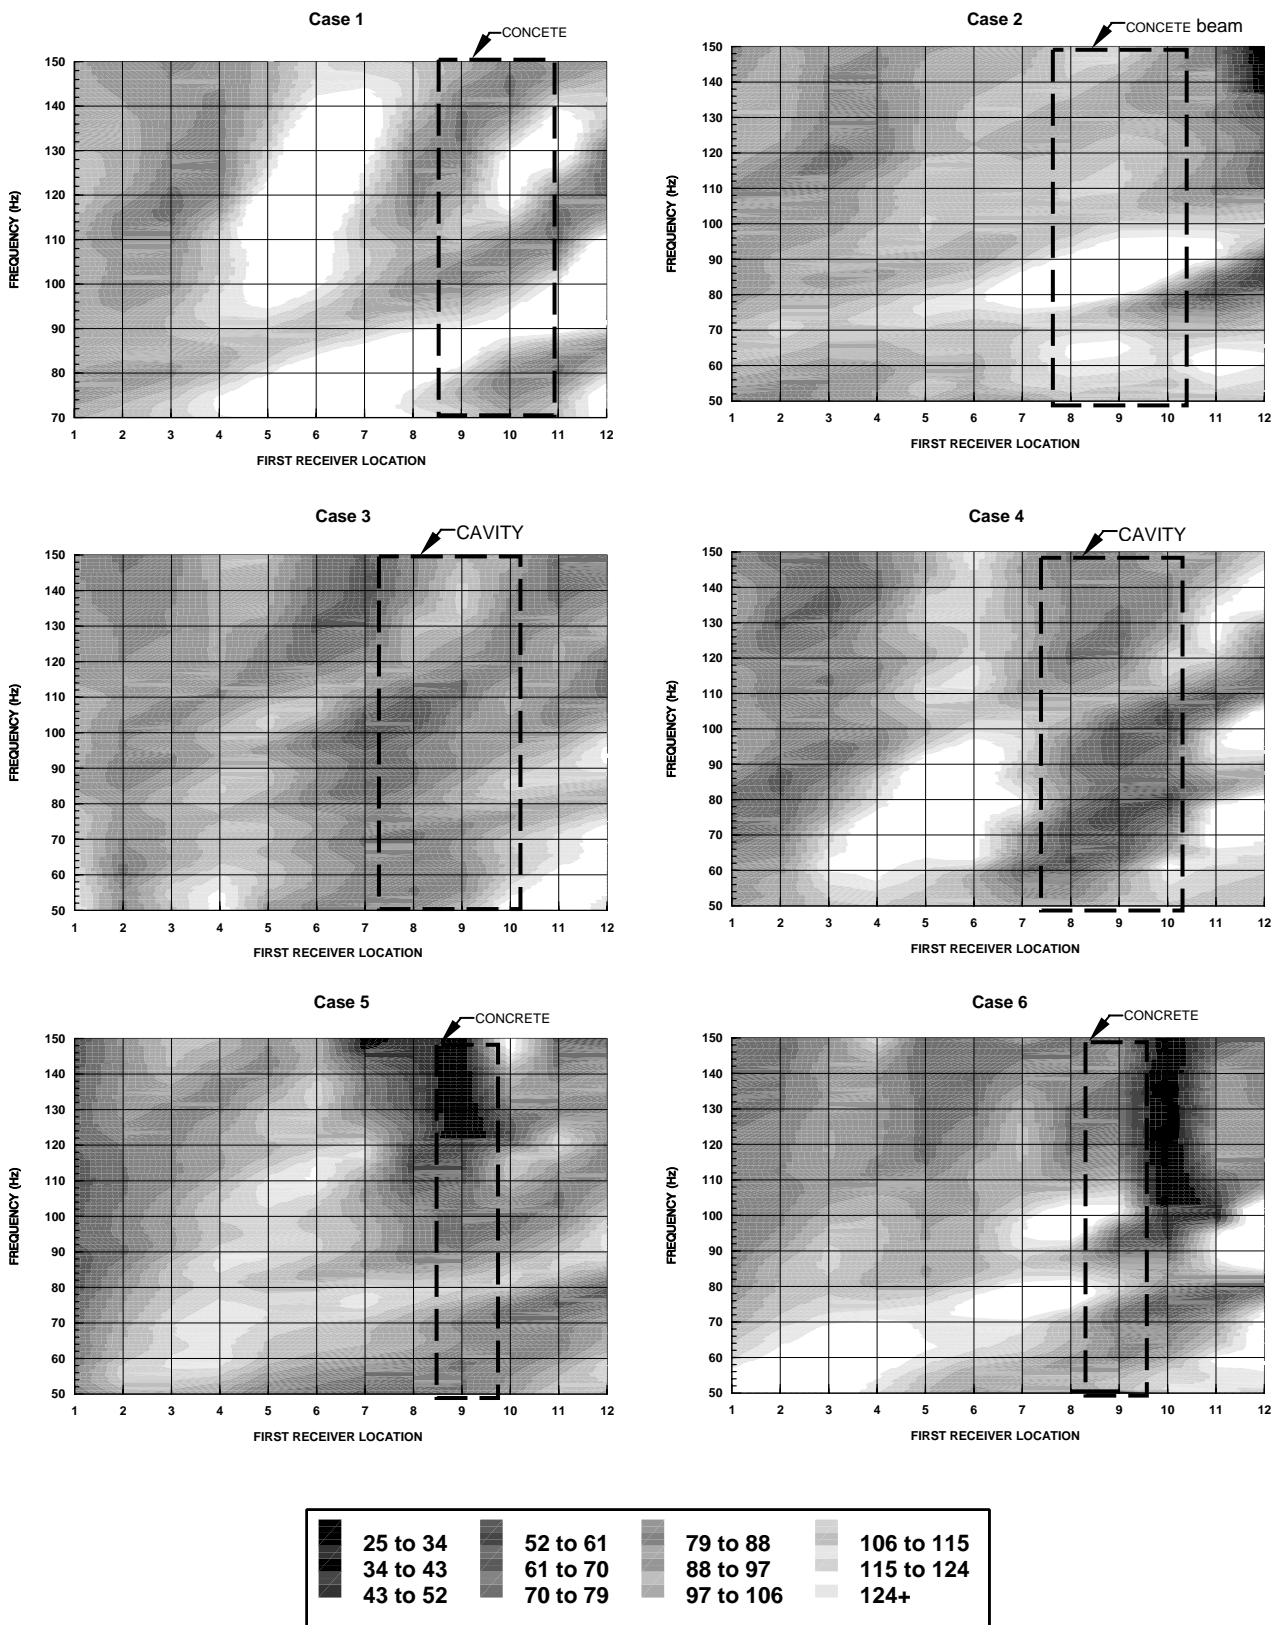 Case 1
CONCETE
150
140
130
120
110
100
90
80
70
FREQUENCY (Hz)
1 2 3 4 5 6 7 8 9 10 11 12
FIRST RECEIVER LOCATION
Case 2
CONCETE beam
150
140
130
120
110
100
90
80
70
60
50
FREQUENCY (Hz)
1 2 3 4 5 6 7 8 9 10 11 12
FIRST RECEIVER LOCATION
Case 3
CAVITY
150
140
130
120
110
100
90
80
70
60
50
FREQUENCY (Hz)
1 2 3 4 5 6 7 8 9 10 11 12
FIRST RECEIVER LOCATION
Case 4
CAVITY
150
140
130
120
110
100
90
80
70
60
50
FREQUENCY (Hz)
1 2 3 4 5 6 7 8 9 10 11 12
FIRST RECEIVER LOCATION
Case 5
CONCRETE
150
140
130
120
110
100
90
80
70
60
50
FREQUENCY (Hz)
1 2 3 4 5 6 7 8 9 10 11 12
FIRST RECEIVER LOCATION
Case 6
CONCRETE
150
140
130
120
110
100
90
80
70
60
50
FREQUENCY (Hz)
1 2 3 4 5 6 7 8 9 10 11 12
FIRST RECEIVER LOCATION
25 to 34 52 to 61 79 to 88 106 to 115
34 to 43 61 to 70 88 to 97 115 to 124
43 to 52 70 to 79 97 to 106 124+